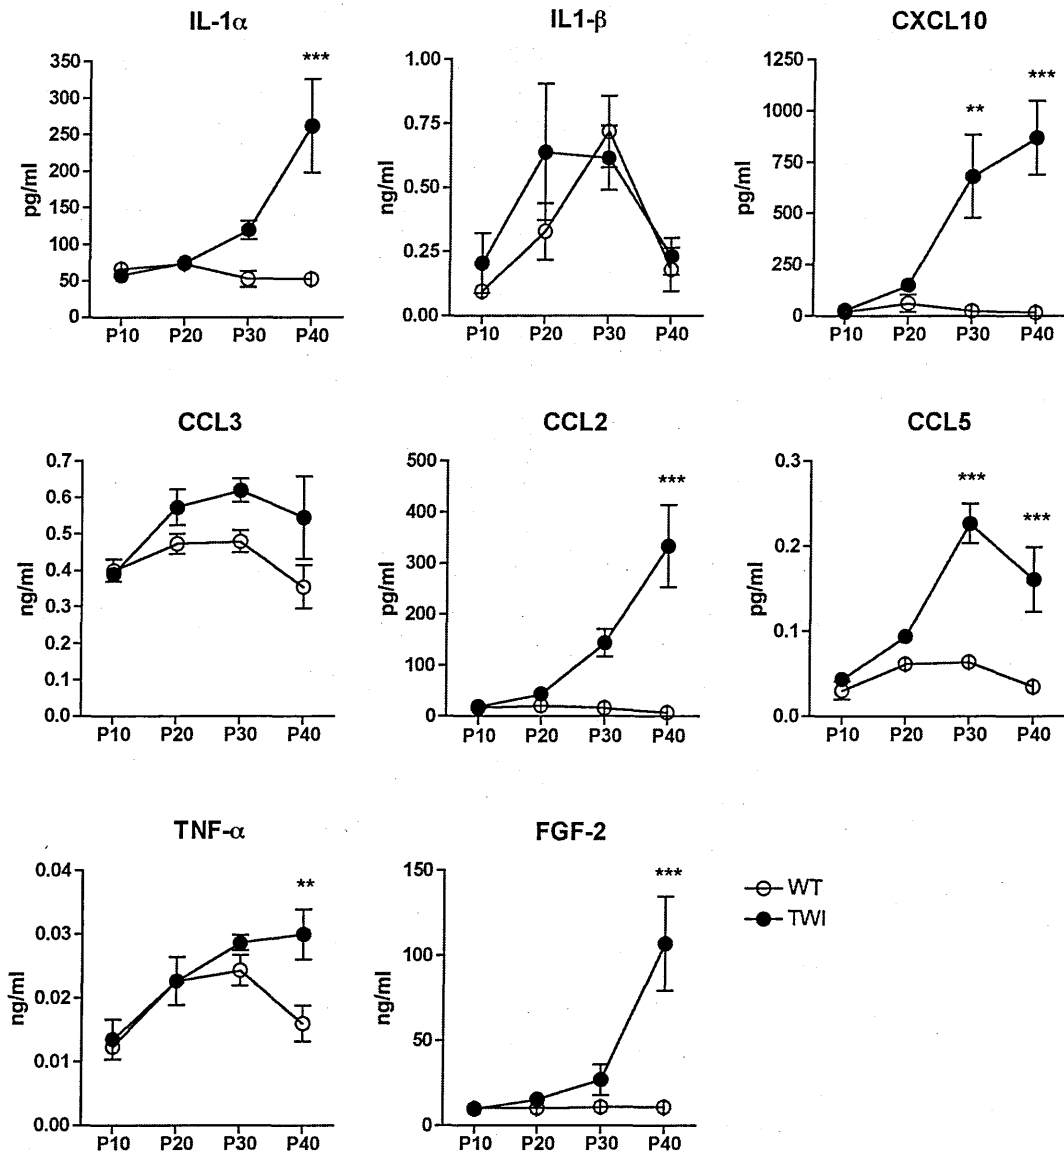 IL-1α
IL1-β
CXCL10
350
300
250
200
150
100
50
0
pg/ml
***
P10 P20 P30 P40
1.00
0.75
0.50
0.25
0.00
ng/ml
P10 P20 P30 P40
1250
1000
750
500
250
0
pg/ml
**
***
P10 P20 P30 P40
CCL3
CCL2
CCL5
0.7
0.6
0.5
0.4
0.3
0.2
0.1
0.0
ng/ml
P10 P20 P30 P40
500
400
300
200
100
0
pg/ml
***
P10 P20 P30 P40
0.3
0.2
0.1
0.0
pg/ml
***
***
P10 P20 P30 P40
TNF-α
FGF-2
0.04
0.03
0.02
0.01
0.00
ng/ml
**
P10 P20 P30 P40
150
100
50
0
ng/ml
***
P10 P20 P30 P40
WT
TWI